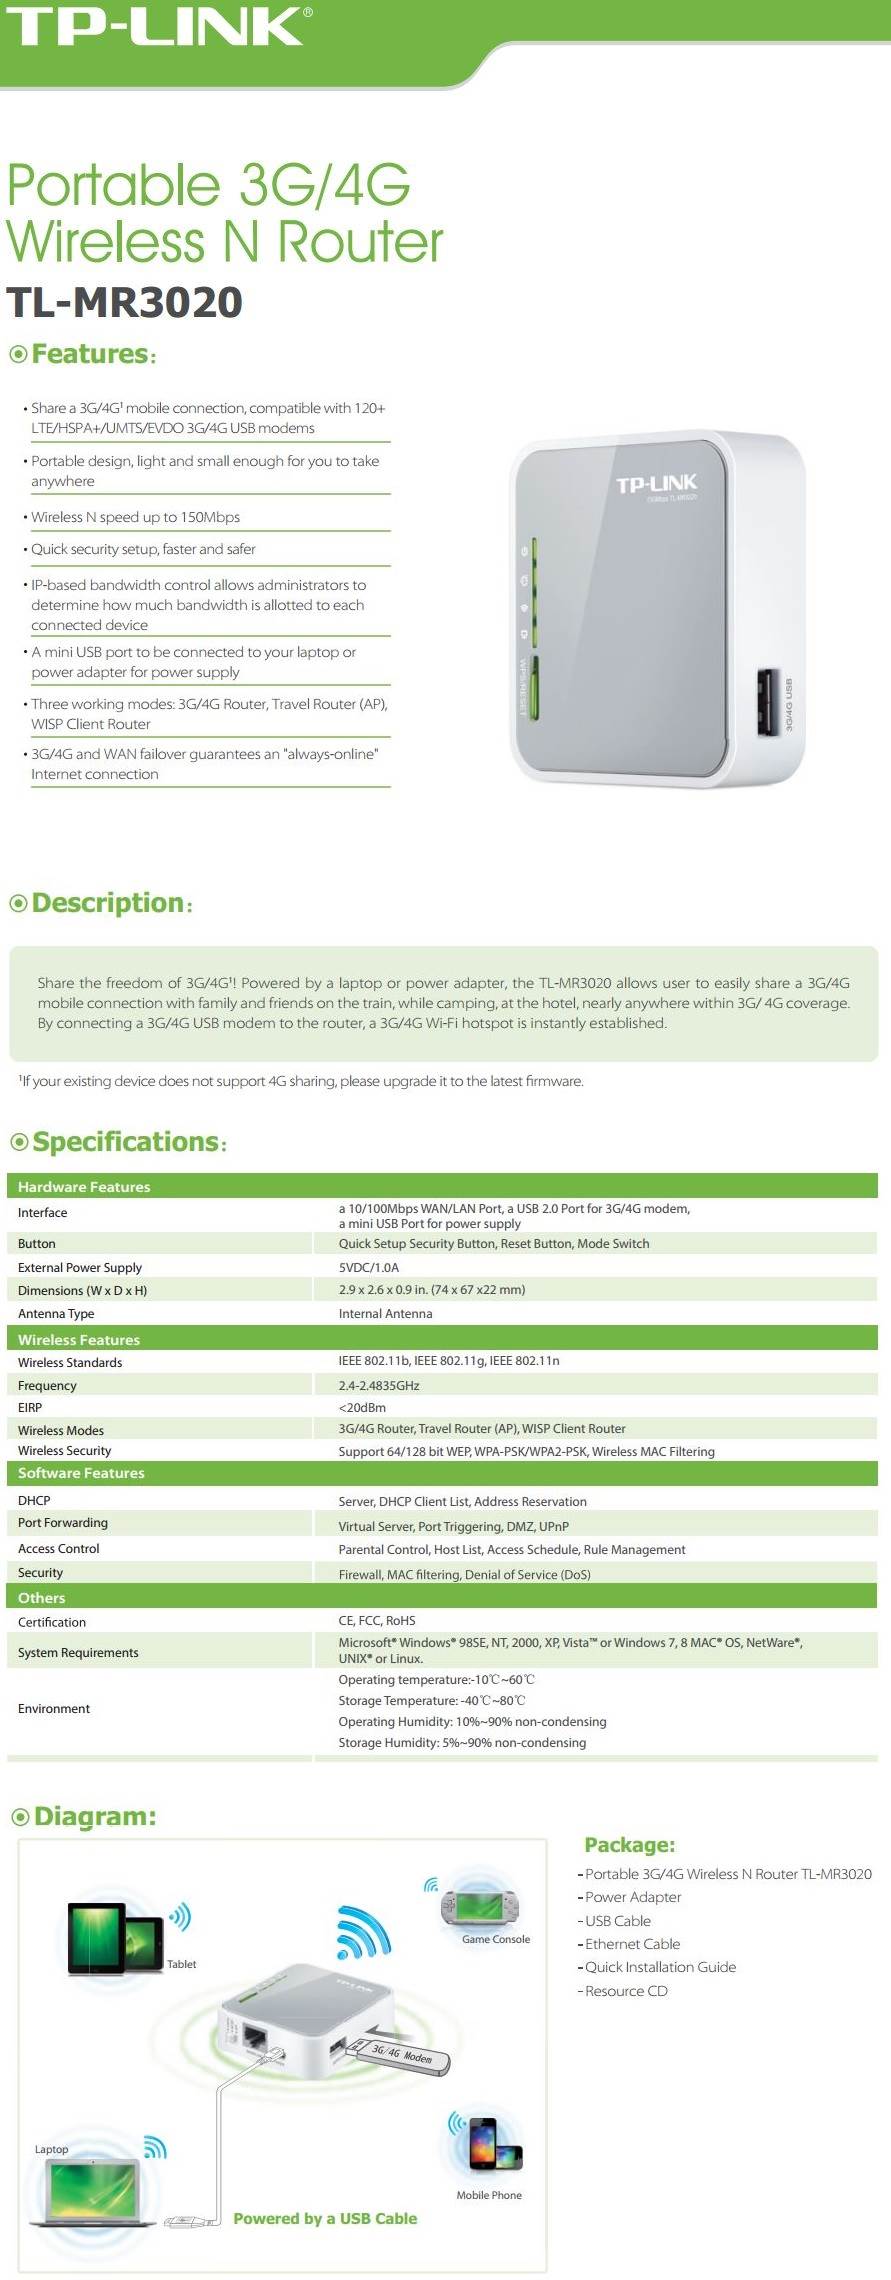 TP-LINK®
Portable 3G/4G
Wireless N Router
TL-MR3020
Features:
• Share a 3G/4G¹ mobile connection, compatible with 120+
LTE/HSPA+/UMTS/EVDO 3G/4G USB modems
• Portable design, light and small enough for you to take
anywhere
• Wireless N speed up to 150Mbps
• Quick security setup, faster and safer
• IP-based bandwidth control allows administrators to
determine how much bandwidth is allotted to each
connected device
• A mini USB port to be connected to your laptop or
power adapter for power supply
• Three working modes: 3G/4G Router, Travel Router (AP),
WISP Client Router
• 3G/4G and WAN failover guarantees an "always-online"
Internet connection
TP-LINK
150Mbps TL-MR3020
WPS/RESET
3G/4G USB
Description:
Share the freedom of 3G/4G¹! Powered by a laptop or power adapter, the TL-MR3020 allows user to easily share a 3G/4G
mobile connection with family and friends on the train, while camping, at the hotel, nearly anywhere within 3G/ 4G coverage.
By connecting a 3G/4G USB modem to the router, a 3G/4G Wi-Fi hotspot is instantly established.
¹If your existing device does not support 4G sharing, please upgrade it to the latest firmware.
Specifications:
Hardware Features
Interface a 10/100Mbps WAN/LAN Port, a USB 2.0 Port for 3G/4G modem,
a mini USB Port for power supply
Button Quick Setup Security Button, Reset Button, Mode Switch
External Power Supply 5VDC/1.0A
Dimensions (W x D x H) 2.9 x 2.6 x 0.9 in. (74 x 67 x22 mm)
Antenna Type Internal Antenna
Wireless Features
Wireless Standards IEEE 802.11b, IEEE 802.11g, IEEE 802.11n
Frequency 2.4-2.4835GHz
EIRP <20dBm
Wireless Modes 3G/4G Router, Travel Router (AP), WISP Client Router
Wireless Security Support 64/128 bit WEP, WPA-PSK/WPA2-PSK, Wireless MAC Filtering
Software Features
DHCP Server, DHCP Client List, Address Reservation
Port Forwarding Virtual Server, Port Triggering, DMZ, UPnP
Access Control Parental Control, Host List, Access Schedule, Rule Management
Security Firewall, MAC filtering, Denial of Service (DoS)
Others
Certification CE, FCC, RoHS
System Requirements Microsoft® Windows® 98SE, NT, 2000, XP, Vista™ or Windows 7, 8 MAC® OS, NetWare®,
UNIX® or Linux.
Environment Operating temperature:-10℃~60℃
Storage Temperature: -40℃~80℃
Operating Humidity: 10%~90% non-condensing
Storage Humidity: 5%~90% non-condensing
Diagram:
Tablet
Game Console
TP-LINK
3G/4G Modem
Laptop
Mobile Phone
Powered by a USB Cable
Package:
- Portable 3G/4G Wireless N Router TL-MR3020
- Power Adapter
- USB Cable
- Ethernet Cable
- Quick Installation Guide
- Resource CD